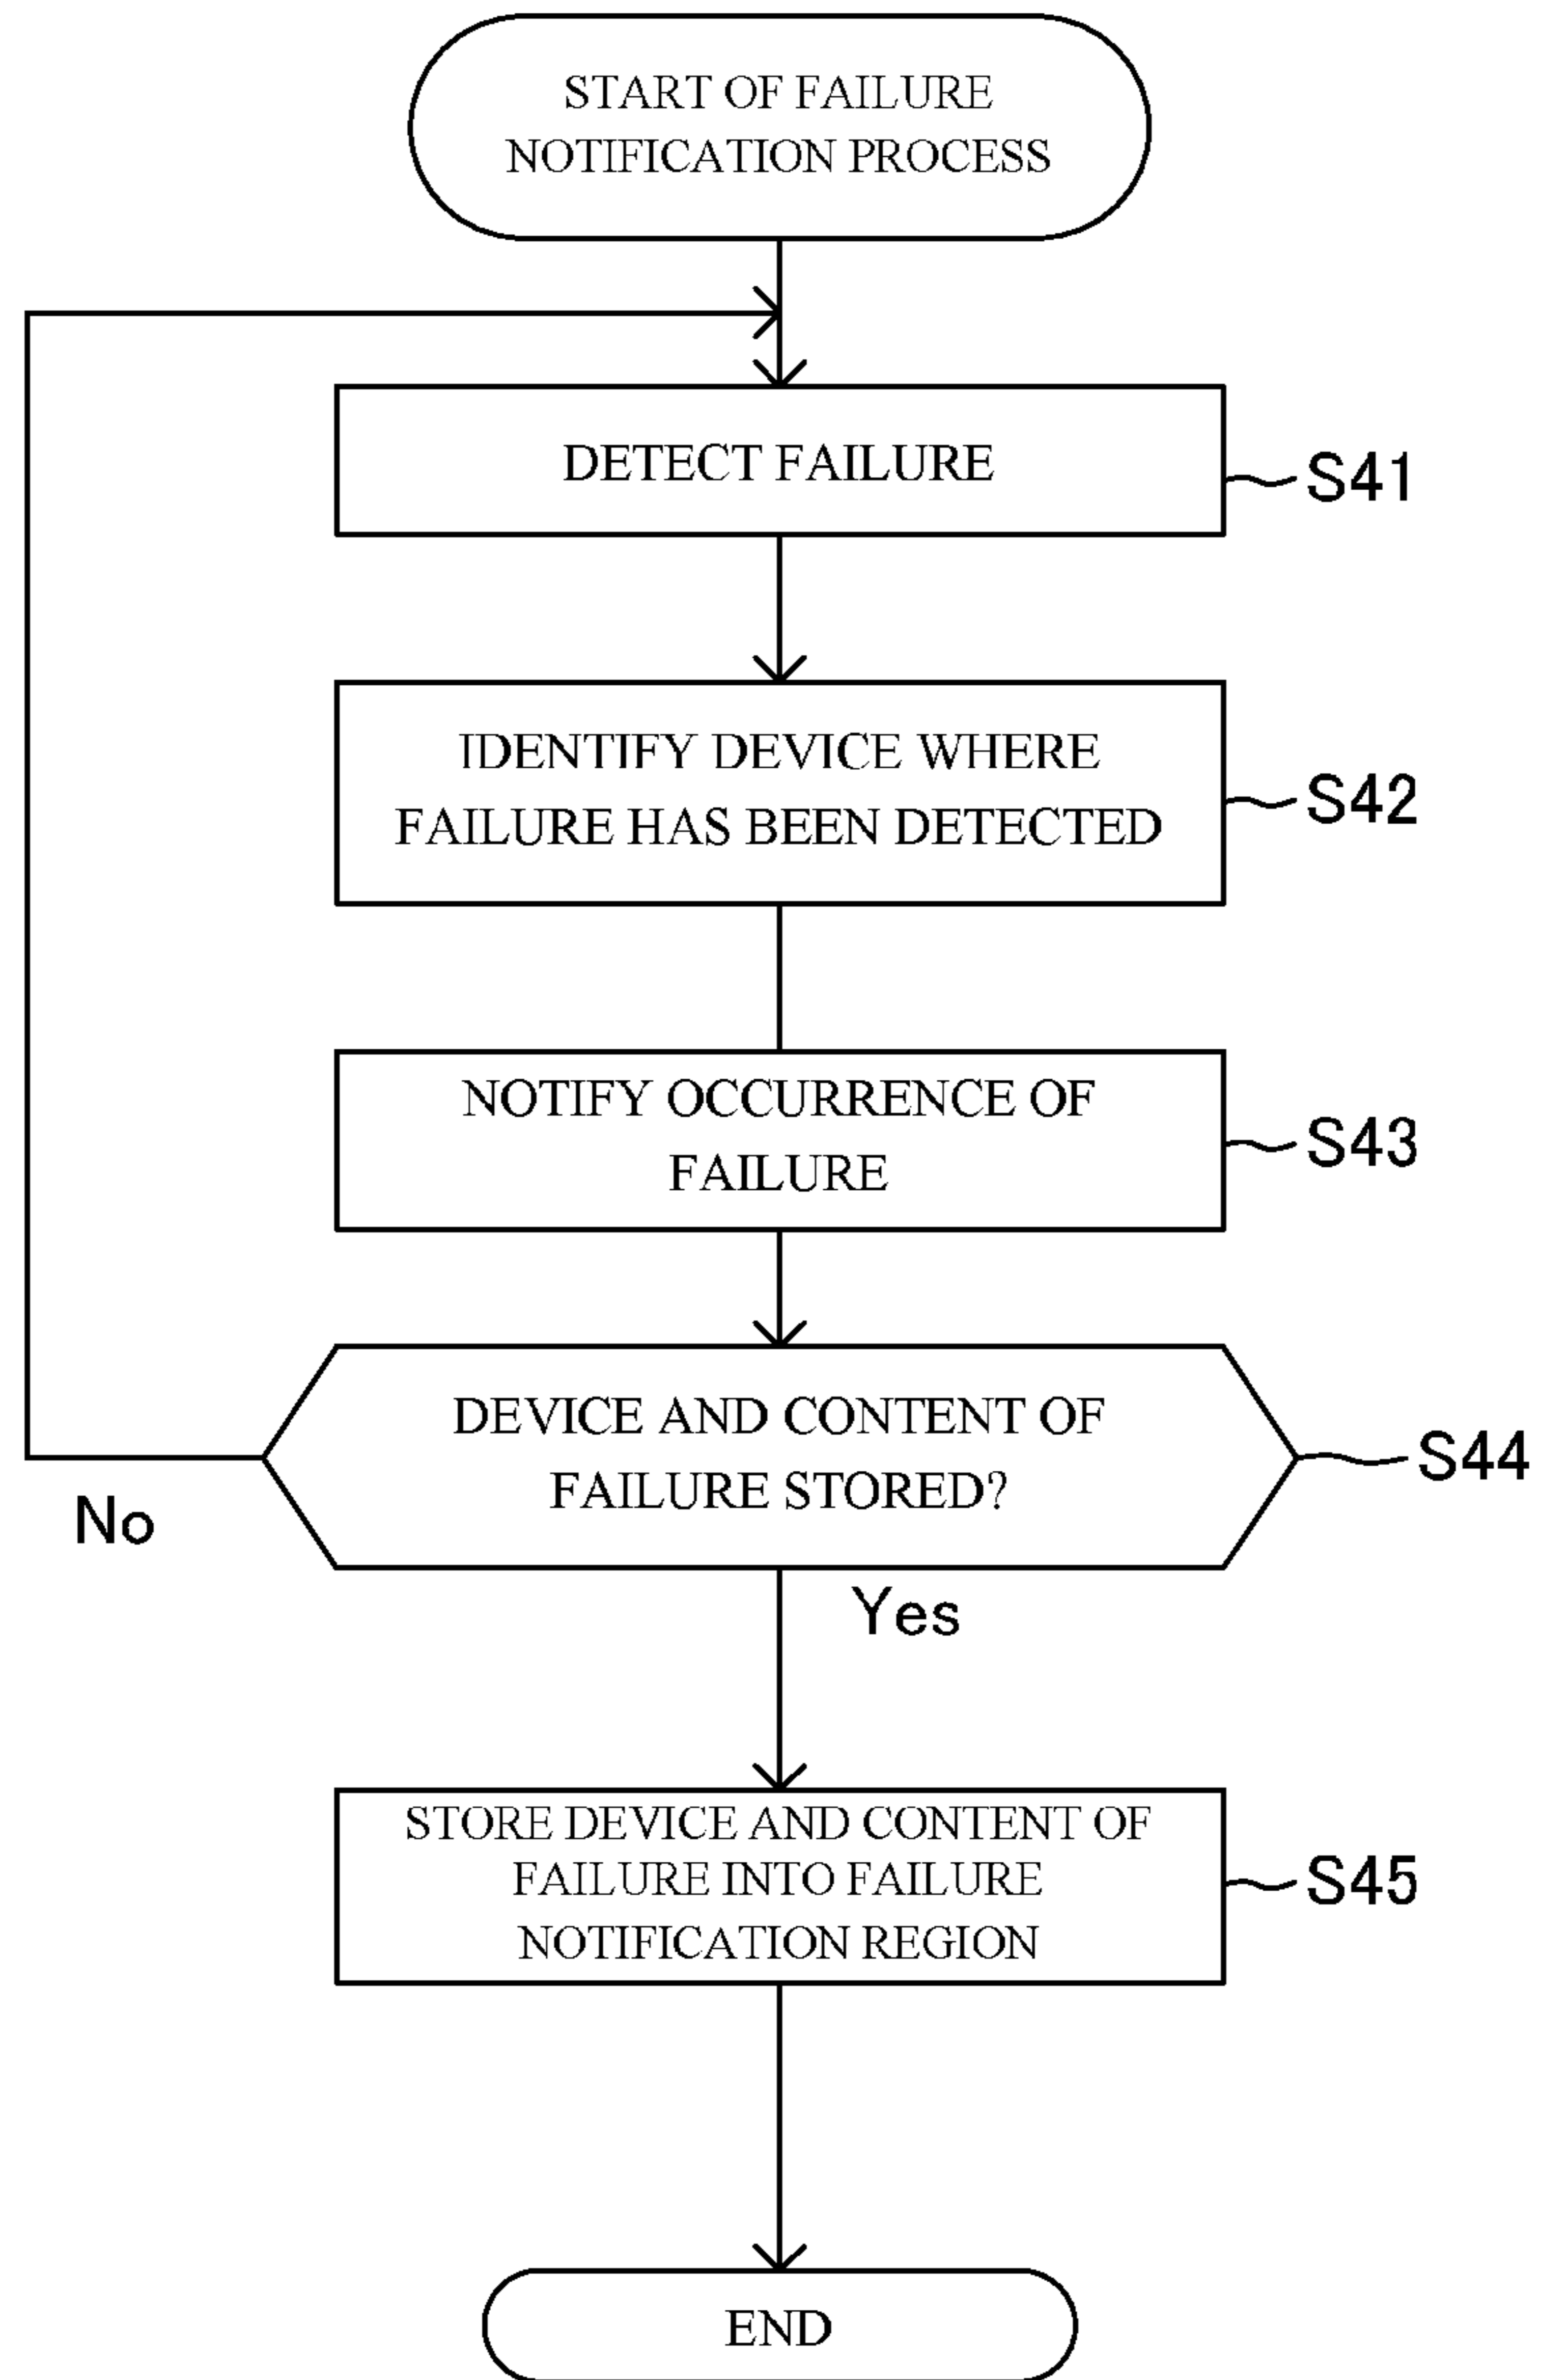 START OF FAILURE
NOTIFICATION PROCESS
DETECT FAILURE
S41
IDENTIFY DEVICE WHERE
FAILURE HAS BEEN DETECTED
S42
NOTIFY OCCURRENCE OF
FAILURE
S43
DEVICE AND CONTENT OF
FAILURE STORED?
S44
No
Yes
STORE DEVICE AND CONTENT OF
FAILURE INTO FAILURE
NOTIFICATION REGION
S45
END